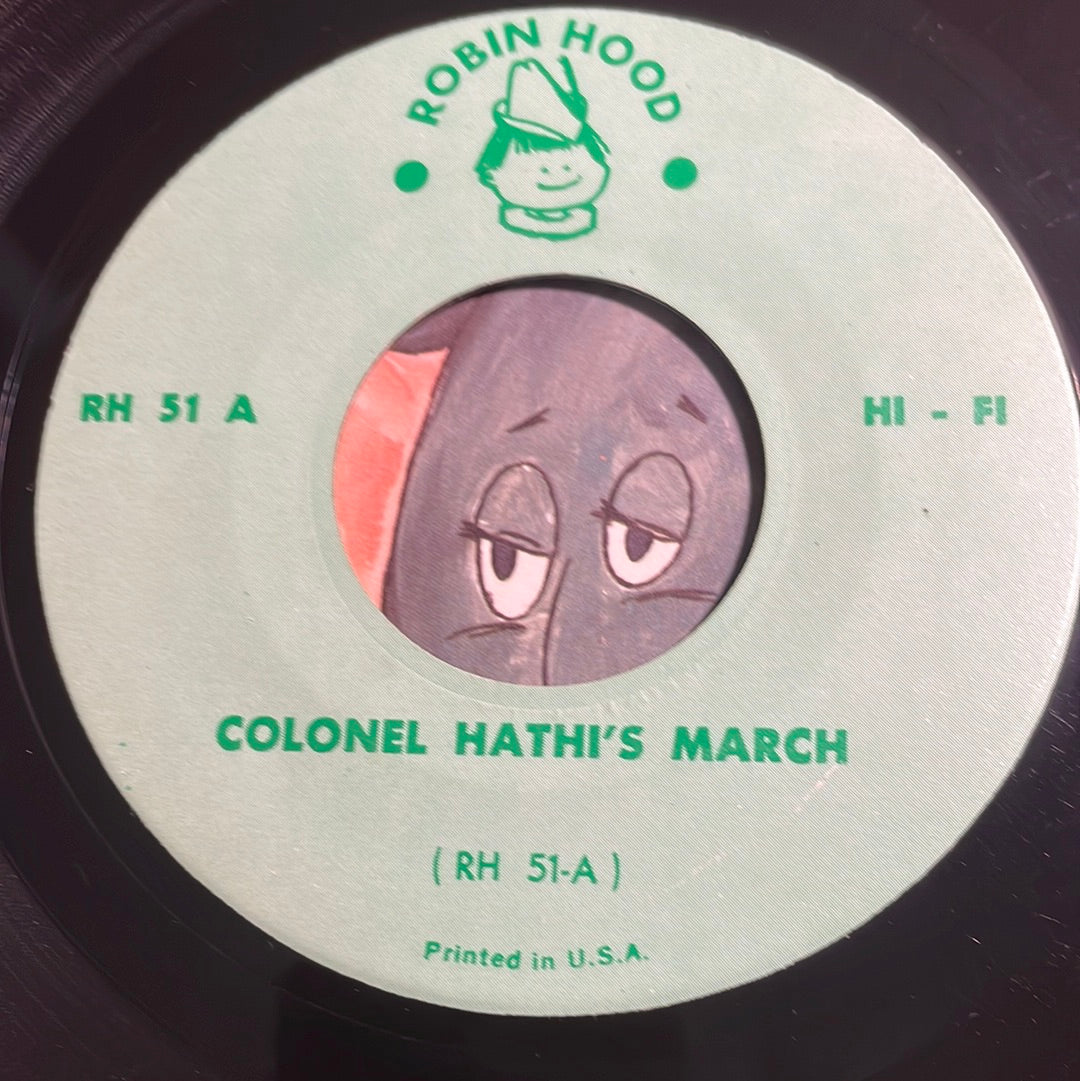 ROBIN HOOD
RH 51 A
HI - FI
COLONEL HATHI'S MARCH
( RH 51-A )
Printed in U.S.A.